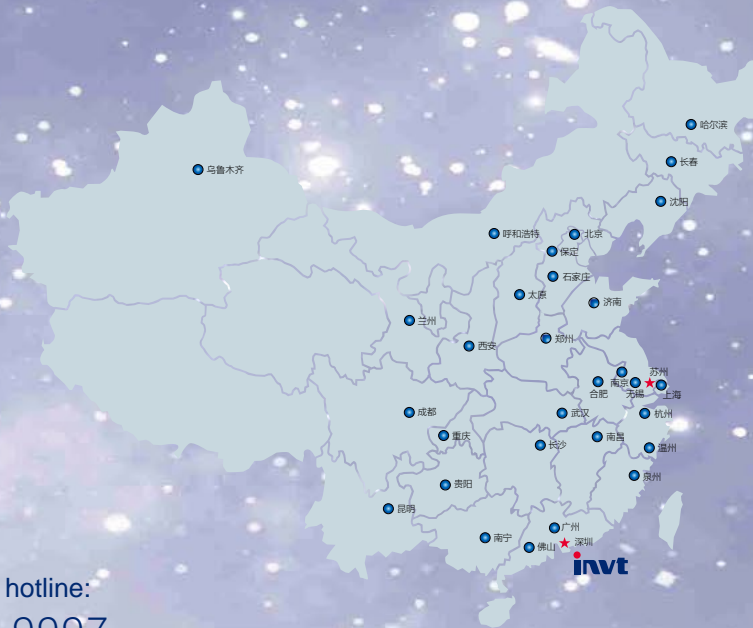 哈尔滨
长春
乌鲁木齐
沈阳
呼和浩特
北京
保定
石家庄
太原
济南
兰州
郑州
西安
苏州
南京
合肥
无锡
上海
成都
武汉
杭州
重庆
南昌
长沙
温州
泉州
贵阳
昆明
广州
南宁
佛山
深圳
invt
hotline: